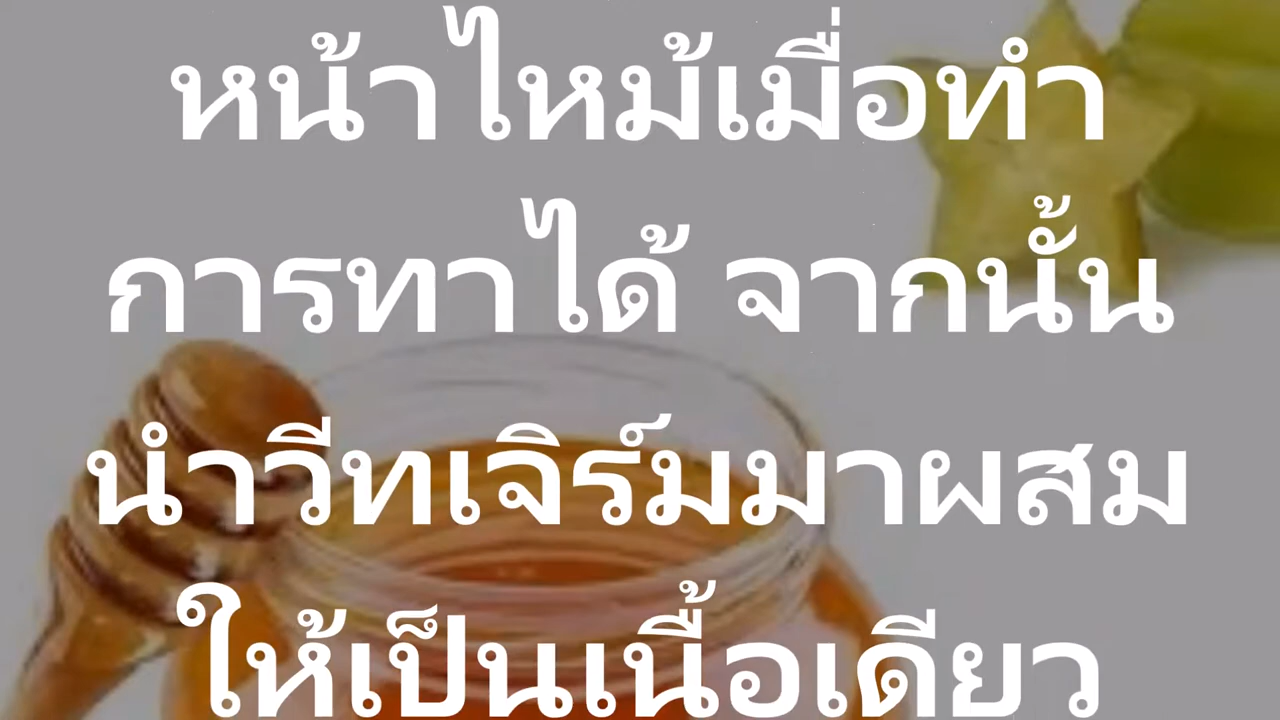 หน้าไหม้เมื่อทำ
การทาได้ จากนั้น
นำวีทเจิร์มมาผสม
ให้เป็นเนื้อเดียว